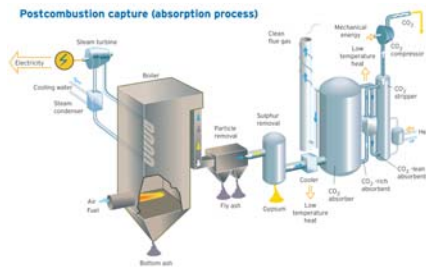 Postcombustion capture (absorption process)
Steam turbine
Electricity
Cooling water
Steam
condenser
Boiler
Air
Fuel
Bottom ash
Particle
removal
Fly ash
Sulphur
removal
Gypsum
Clean
flue gas
Cooler
Low
temperature
heat
CO2
absorber
Mechanical
energy
Low
temperature
heat
CO2
CO2
compressor
CO2
stripper
He
CO2-lean
absorbent
CO2-rich
absorbent